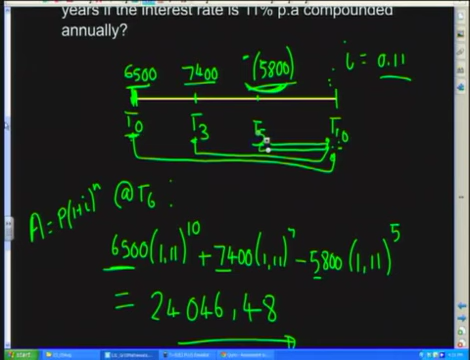 years if the interest rate is 11% p.a compounded
annually?
6500 7400 -(5800) i = 0.11
T0 T3 T5 T10
A=P(1+i)^n @T6 :
6500(1,11)^10 + 7400(1,11)^7 - 5800(1,11)^5
= 24 046,48